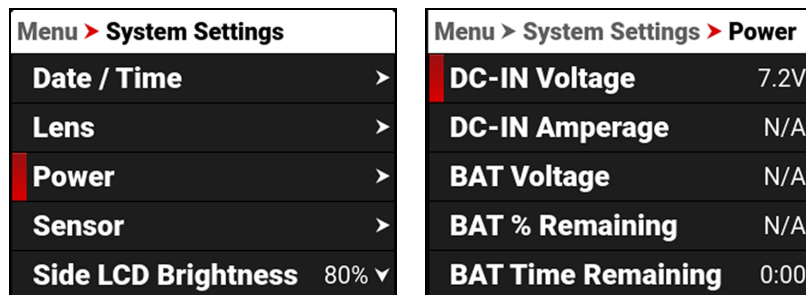 Menu > System Settings
Date / Time >
Lens >
Power >
Sensor >
Side LCD Brightness 80%
Menu > System Settings > Power
DC-IN Voltage 7.2V
DC-IN Amperage N/A
BAT Voltage N/A
BAT % Remaining N/A
BAT Time Remaining 0:00